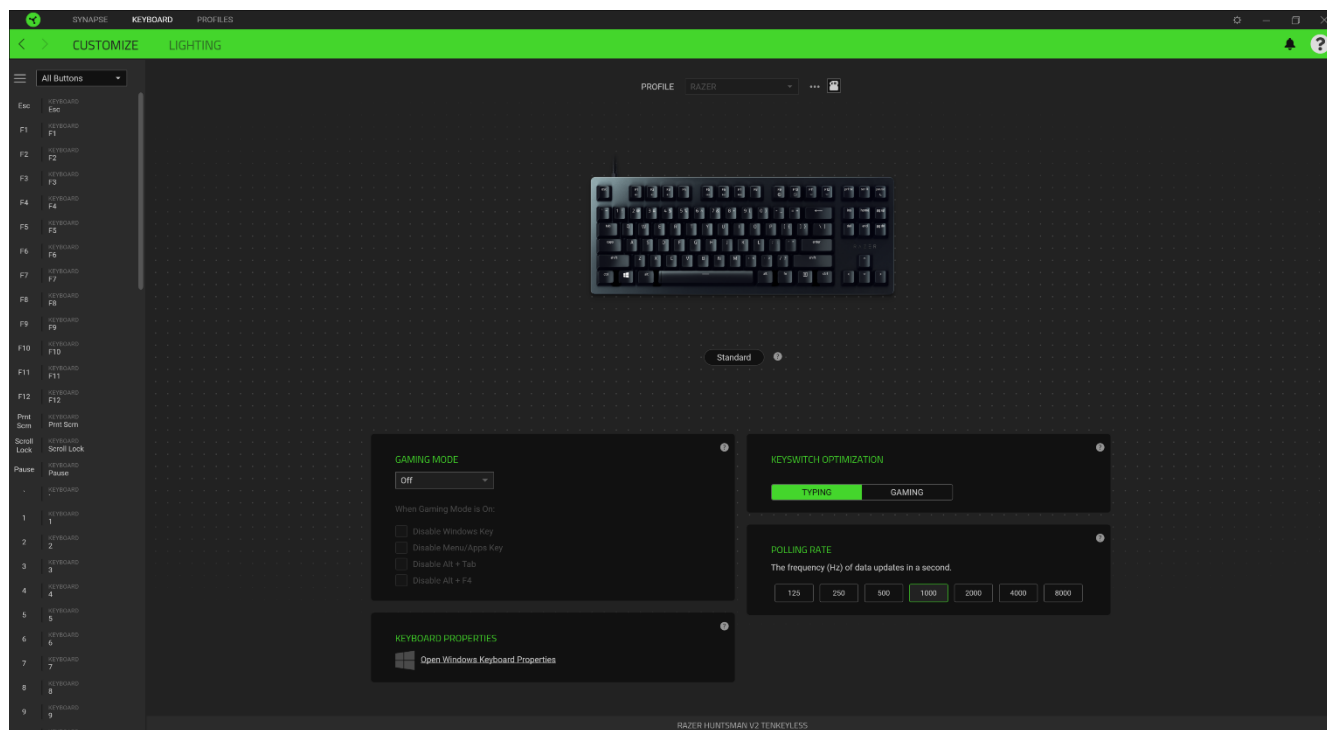 SYNAPSE KEYBOARD PROFILES
CUSTOMIZE LIGHTING
All Buttons
PROFILE RAZER
Esc KEYBOARD
Esc
F1 KEYBOARD
F1
F2 KEYBOARD
F2
F3 KEYBOARD
F3
F4 KEYBOARD
F4
F5 KEYBOARD
F5
F6 KEYBOARD
F6
F7 KEYBOARD
F7
F8 KEYBOARD
F8
F9 KEYBOARD
F9
F10 KEYBOARD
F10
F11 KEYBOARD
F11
F12 KEYBOARD
F12
Prnt
Scrn KEYBOARD
Prnt Scrn
Scroll
Lock KEYBOARD
Scroll Lock
Pause KEYBOARD
Pause
` KEYBOARD
`
1 KEYBOARD
1
2 KEYBOARD
2
3 KEYBOARD
3
4 KEYBOARD
4
5 KEYBOARD
5
6 KEYBOARD
6
7 KEYBOARD
7
8 KEYBOARD
8
9 KEYBOARD
9
Standard ?
GAMING MODE
Off
When Gaming Mode is On:
Disable Windows Key
Disable Menu/Apps Key
Disable Alt + Tab
Disable Alt + F4
KEYBOARD PROPERTIES
Open Windows Keyboard Properties
KEYSWITCH OPTIMIZATION
TYPING GAMING
POLLING RATE
The frequency (Hz) of data updates in a second.
125 250 500 1000 2000 4000 8000
RAZER HUNTSMAN V2 TENKEYLESS